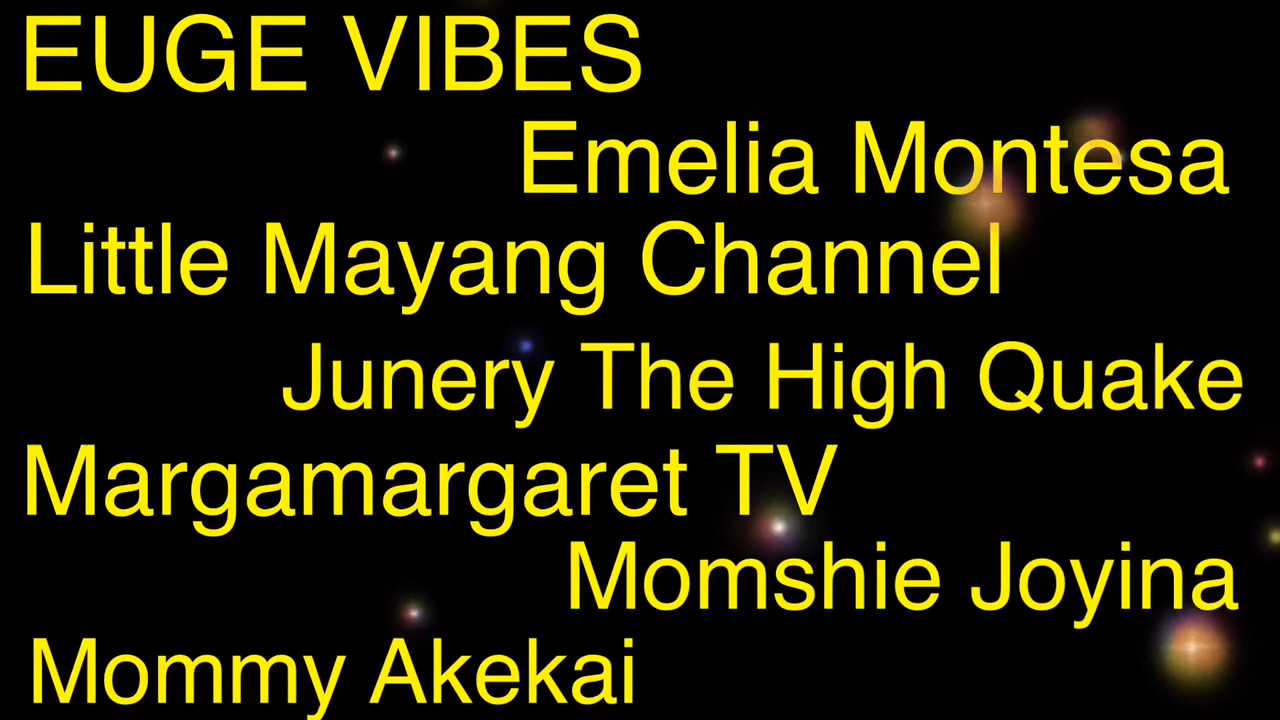 EUGE VIBES
Emelia Montesa
Little Mayang Channel
Junery The High Quake
Margamargaret TV
Momshie Joyina
Mommy Akekai